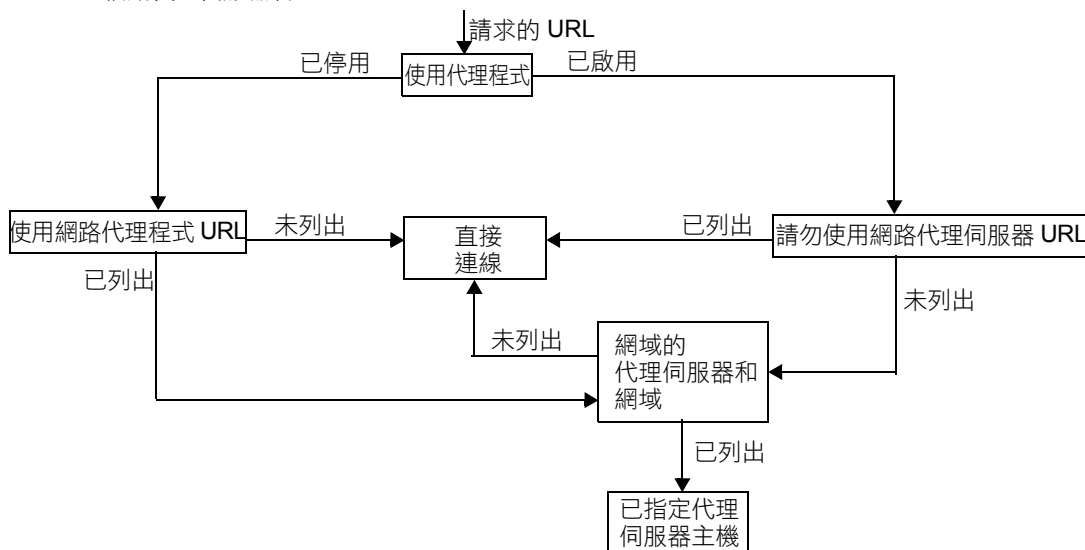 請求的 URL
已停用
使用代理程式
已啟用
使用網路代理程式 URL
未列出
直接
連線
已列出
請勿使用網路代理伺服器 URL
已列出
未列出
未列出
網域的
代理伺服器和
網域
已列出
已指定代理
伺服器主機